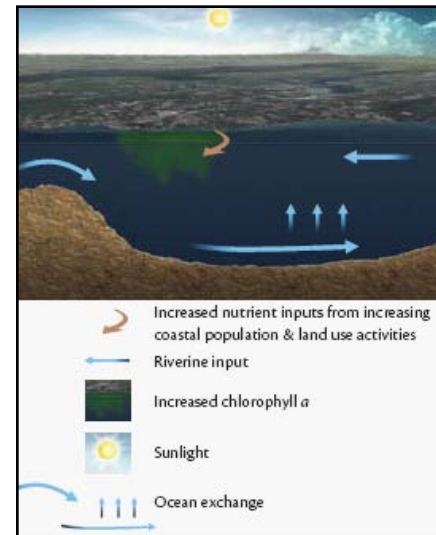 Increased nutrient inputs from increasing
coastal population & land use activities
Riverine input
Increased chlorophyll a
Sunlight
Ocean exchange